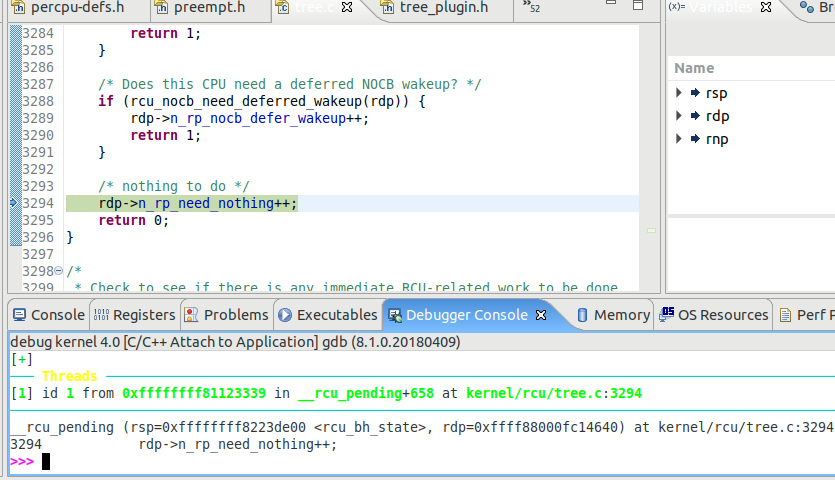 percpu-defs.h preempt.h tree.c tree_plugin.h »52 (x)= Variables Br
3284 return 1;
3285 }
3286
3287 /* Does this CPU need a deferred NOCB wakeup? */
3288 if (rcu_nocb_need_deferred_wakeup(rdp)) {
3289 rdp->n_rp_nocb_defer_wakeup++;
3290 return 1;
3291 }
3292
3293 /* nothing to do */
3294 rdp->n_rp_need_nothing++;
3295 return 0;
3296 }
3297
3298 /*
3299 * Check to see if there is any immediate RCU-related work to be done
Name
rsp
rdp
rnp
Console Registers Problems Executables Debugger Console Memory OS Resources Perf P
debug kernel 4.0 [C/C++ Attach to Application] gdb (8.1.0.20180409)
[+]
Threads
[1] id 1 from 0xffffffff81123339 in __rcu_pending+658 at kernel/rcu/tree.c:3294
__rcu_pending (rsp=0xffffffff8223de00 <rcu_bh_state>, rdp=0xffff88000fc14640) at kernel/rcu/tree.c:3294
3294 rdp->n_rp_need_nothing++;
>>>